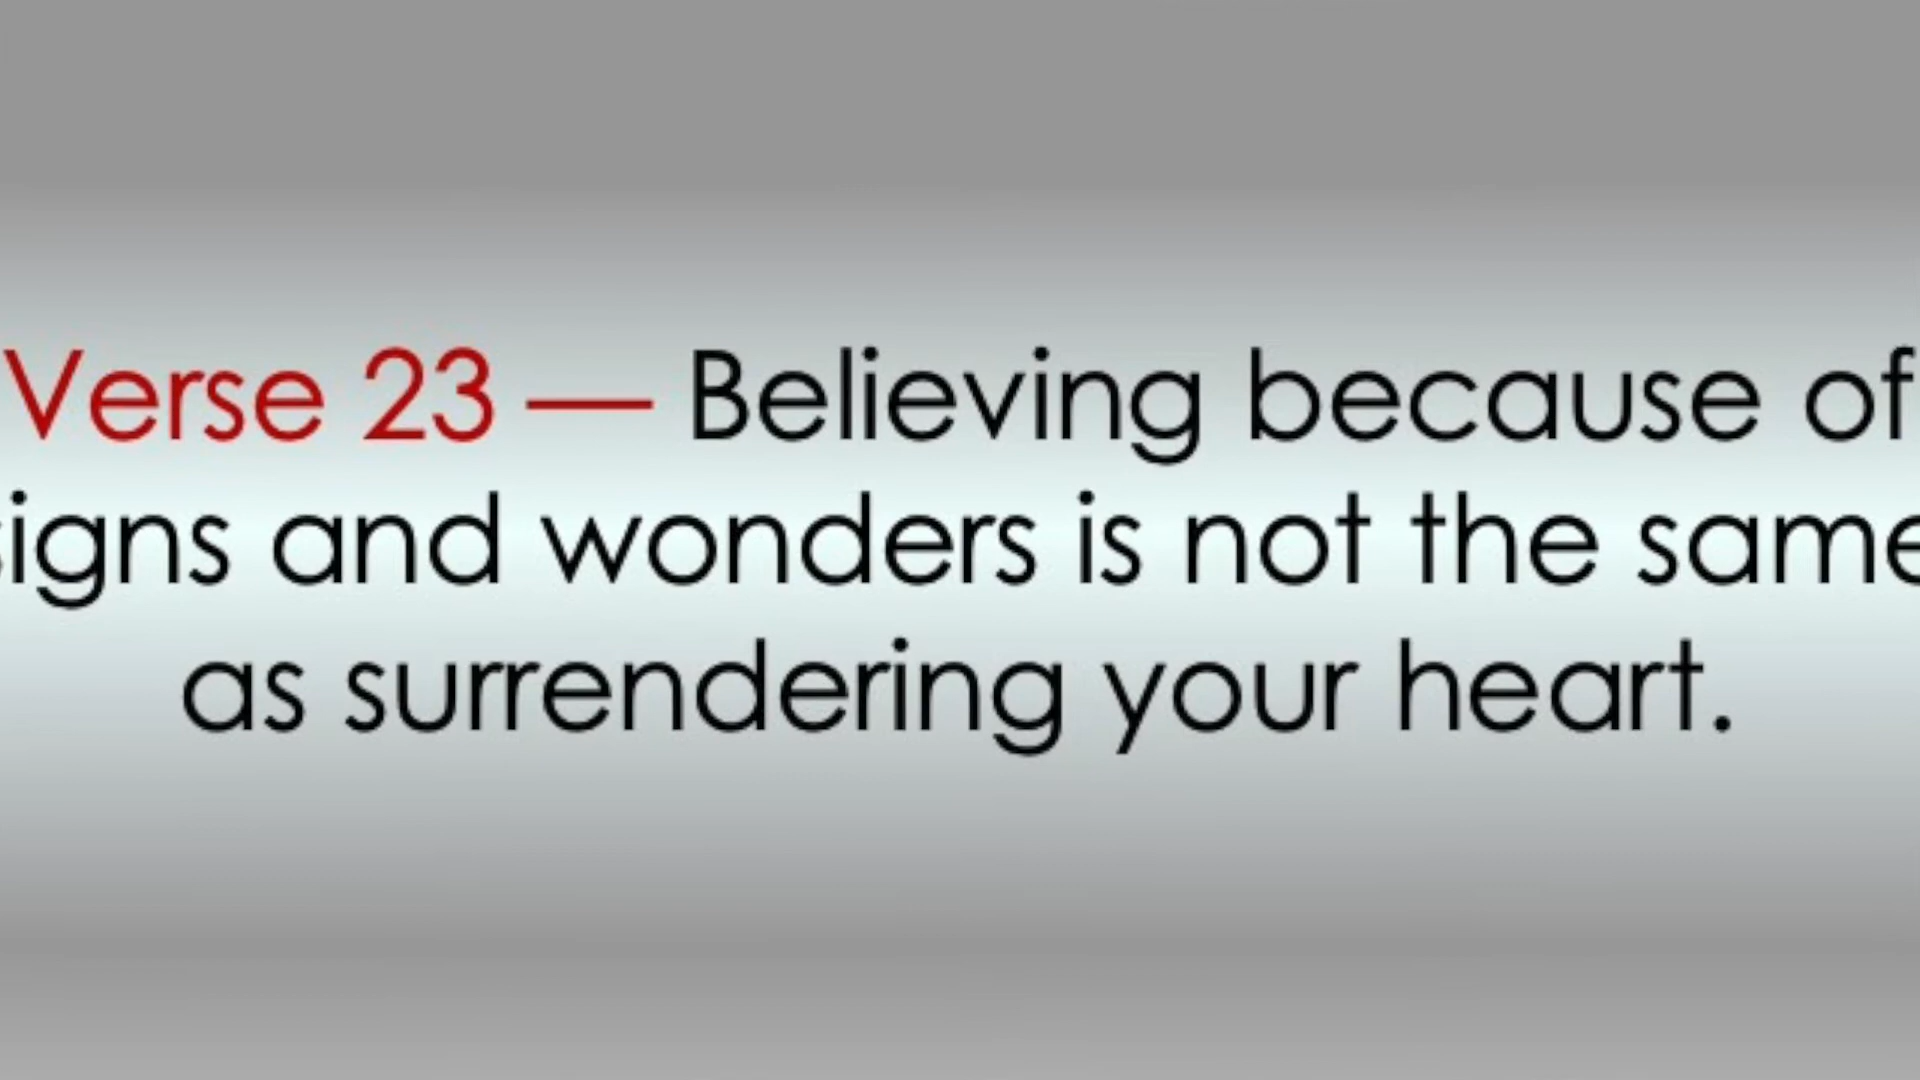 Verse 23 — Believing because of
signs and wonders is not the same
as surrendering your heart.